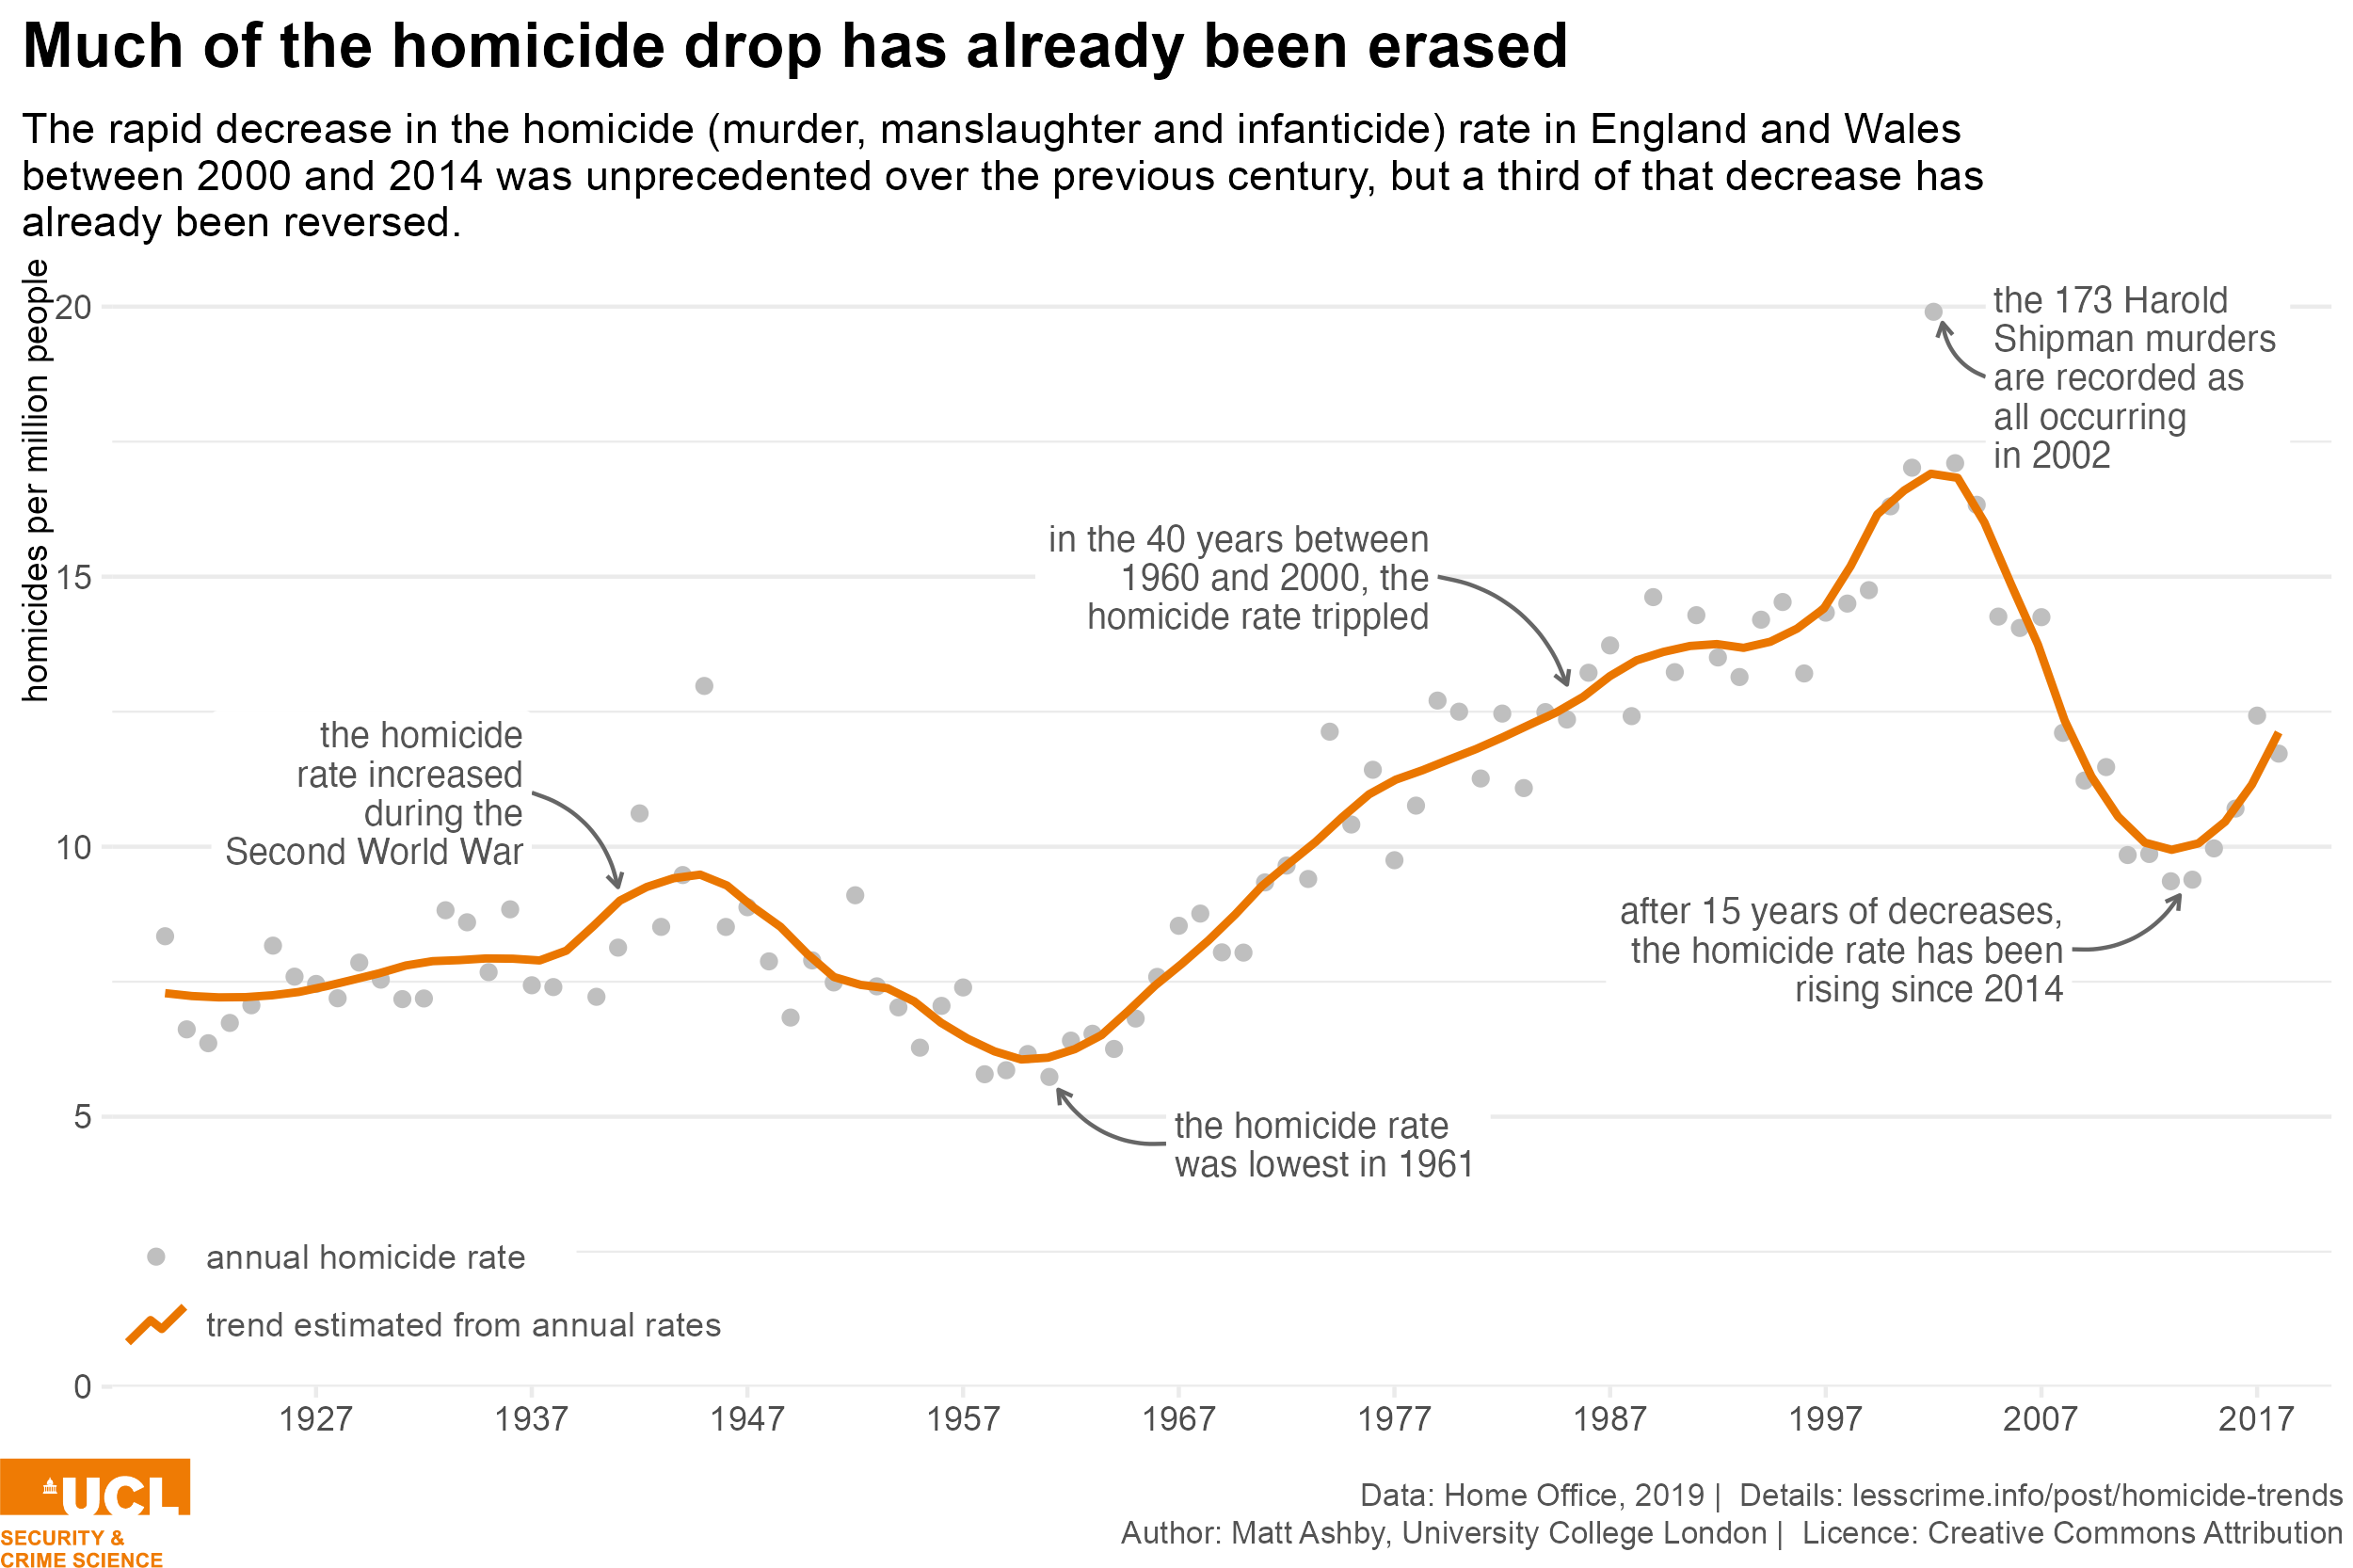 Much of the homicide drop has already been erased
The rapid decrease in the homicide (murder, manslaughter and infanticide) rate in England and Wales
between 2000 and 2014 was unprecedented over the previous century, but a third of that decrease has
already been reversed.
homicides per million people
20
15
10
5
0
the 173 Harold
Shipman murders
are recorded as
all occurring
in 2002
in the 40 years between
1960 and 2000, the
homicide rate trippled
the homicide
rate increased
during the
Second World War
after 15 years of decreases,
the homicide rate has been
rising since 2014
the homicide rate
was lowest in 1961
annual homicide rate
trend estimated from annual rates
1927 1937 1947 1957 1967 1977 1987 1997 2007 2017
UCL
SECURITY &
CRIME SCIENCE
Data: Home Office, 2019 | Details: lesscrime.info/post/homicide-trends
Author: Matt Ashby, University College London | Licence: Creative Commons Attribution